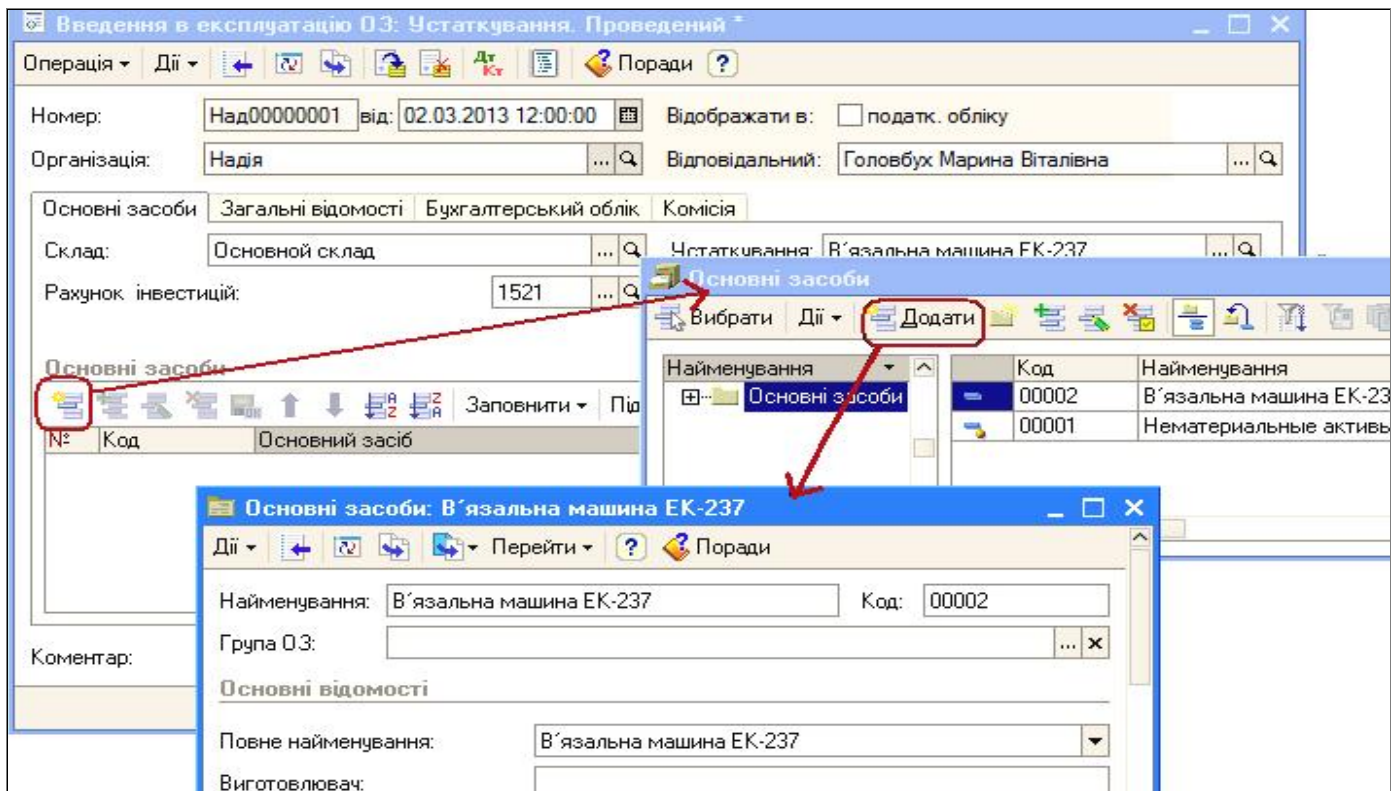 Введення в експлуатацію ОЗ: Устаткування. Проведений *
Операція Дії Дт Кт Поради ?
Номер: Над00000001 від: 02.03.2013 12:00:00 Відображати в: податк. обліку
Організація: Надія ... Відповідальний: Головбух Марина Віталівна ...
Основні засоби Загальні відомості Бухгалтерський облік Комісія
Склад: Основной склад ... Устаткування: В´язальна машина ЕК-237 ...
Рахунок інвестицій: 1521 ...
Основні засоби
Вибрати Дії Додати
Основні засоби
Заповнити Під
№ Код Основний засіб
Найменування Код Найменування
Основні засоби 00002 В´язальна машина ЕК-23
00001 Нематериальные активы
Основні засоби: В´язальна машина ЕК-237
Дії Перейти ? Поради
Найменування: В´язальна машина ЕК-237 Код: 00002
Група ОЗ: ... x
Основні відомості
Повне найменування: В´язальна машина ЕК-237
Виготовлювач:
Коментар: